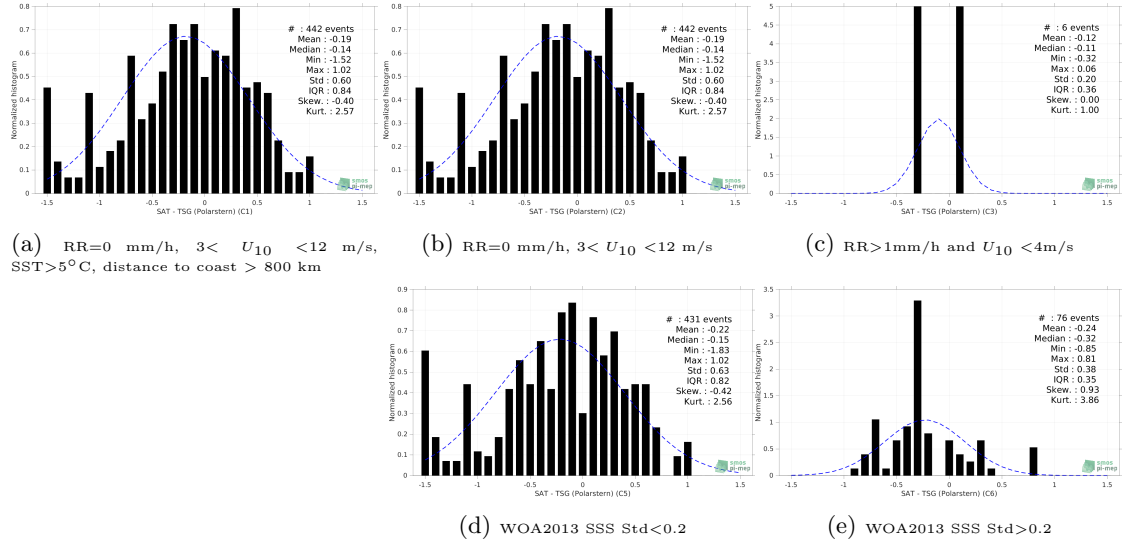 0.8
0.7
0.6
0.5
0.4
0.3
0.2
0.1
0
Normalized histogram
# : 442 events
Mean : -0.19
Median : -0.14
Min : -1.52
Max : 1.02
Std : 0.60
IQR : 0.84
Skew. : -0.40
Kurt. : 2.57
smos
pi-mep
-1.5 -1 -0.5 0 0.5 1 1.5
SAT - TSG (Polarstern) (C1)
(a) RR=0 mm/h, 3< U10 <12 m/s,
SST>5°C, distance to coast > 800 km
0.8
0.7
0.6
0.5
0.4
0.3
0.2
0.1
0
Normalized histogram
# : 442 events
Mean : -0.19
Median : -0.14
Min : -1.52
Max : 1.02
Std : 0.60
IQR : 0.84
Skew. : -0.40
Kurt. : 2.57
smos
pi-mep
-1.5 -1 -0.5 0 0.5 1 1.5
SAT - TSG (Polarstern) (C2)
(b) RR=0 mm/h, 3< U10 <12 m/s
5
4.5
4
3.5
3
2.5
2
1.5
1
0.5
0
Normalized histogram
# : 6 events
Mean : -0.12
Median : -0.11
Min : -0.32
Max : 0.06
Std : 0.20
IQR : 0.36
Skew. : 0.00
Kurt. : 1.00
smos
pi-mep
-1.5 -1 -0.5 0 0.5 1 1.5
SAT - TSG (Polarstern) (C3)
(c) RR>1mm/h and U10 <4m/s
0.9
0.8
0.7
0.6
0.5
0.4
0.3
0.2
0.1
0
Normalized histogram
# : 431 events
Mean : -0.22
Median : -0.15
Min : -1.83
Max : 1.02
Std : 0.63
IQR : 0.82
Skew. : -0.42
Kurt. : 2.56
smos
pi-mep
-1.5 -1 -0.5 0 0.5 1 1.5
SAT - TSG (Polarstern) (C5)
(d) WOA2013 SSS Std<0.2
3.5
3
2.5
2
1.5
1
0.5
0
Normalized histogram
# : 76 events
Mean : -0.24
Median : -0.32
Min : -0.85
Max : 0.81
Std : 0.38
IQR : 0.35
Skew. : 0.93
Kurt. : 3.86
smos
pi-mep
-1.5 -1 -0.5 0 0.5 1 1.5
SAT - TSG (Polarstern) (C6)
(e) WOA2013 SSS Std>0.2